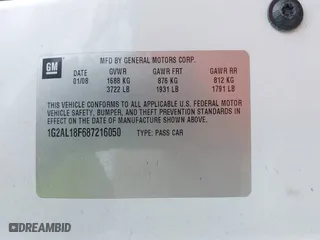 GM
MFD BY GENERAL MOTORS CORP.
DATE GVWR GAWR FRT GAWR RR
01/08 1688 KG 876 KG 812 KG
3722 LB 1931 LB 1791 LB
THIS VEHICLE CONFORMS TO ALL APPLICABLE U.S. FEDERAL MOTOR
VEHICLE SAFETY, BUMPER, AND THEFT PREVENTION STANDARDS IN
EFFECT ON THE DATE OF MANUFACTURE SHOWN ABOVE.
1G2AL18F687216050 TYPE: PASS CAR
DREAMBID